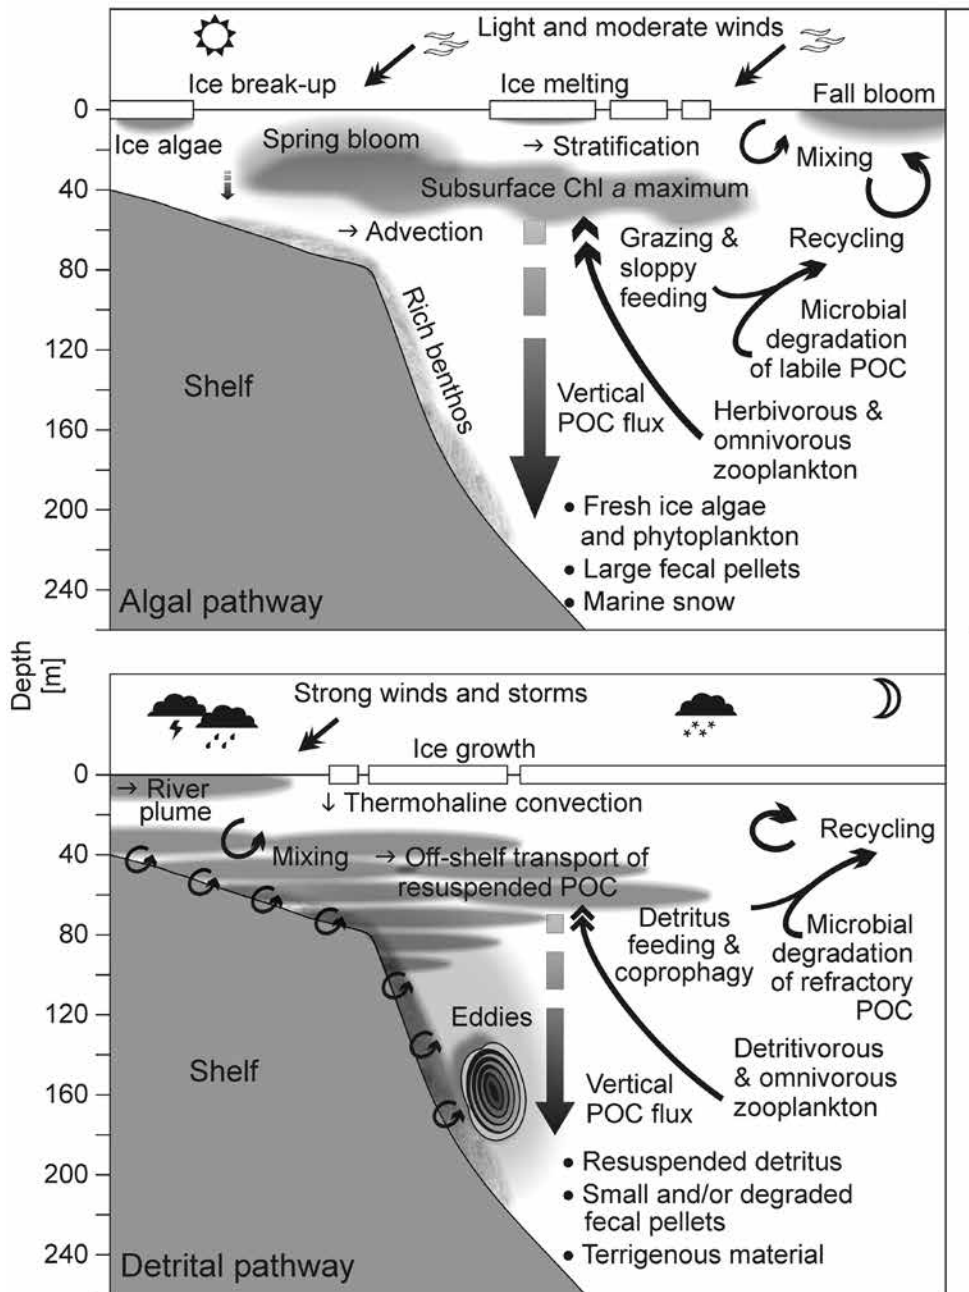 Light and moderate winds
Ice break-up
Ice melting
Fall bloom
0
Ice algae
Spring bloom
→ Stratification
Mixing
40
Subsurface Chl a maximum
→ Advection
Grazing &
sloppy
feeding
Recycling
80
Rich benthos
Microbial
degradation
of labile POC
120
Shelf
Vertical
POC flux
Herbivorous &
omnivorous
zooplankton
160
200
• Fresh ice algae
and phytoplankton
• Large fecal pellets
• Marine snow
240
Algal pathway
Depth
[m]
Strong winds and storms
Ice growth
0
→ River
plume
↓ Thermohaline convection
Recycling
40
Mixing
→ Off-shelf transport of
resuspended POC
80
Detritus
feeding &
coprophagy
Microbial
degradation
of refractory
POC
120
Eddies
Shelf
Vertical
POC flux
Detritivorous
& omnivorous
zooplankton
160
200
• Resuspended detritus
• Small and/or degraded
fecal pellets
• Terrigenous material
240
Detrital pathway